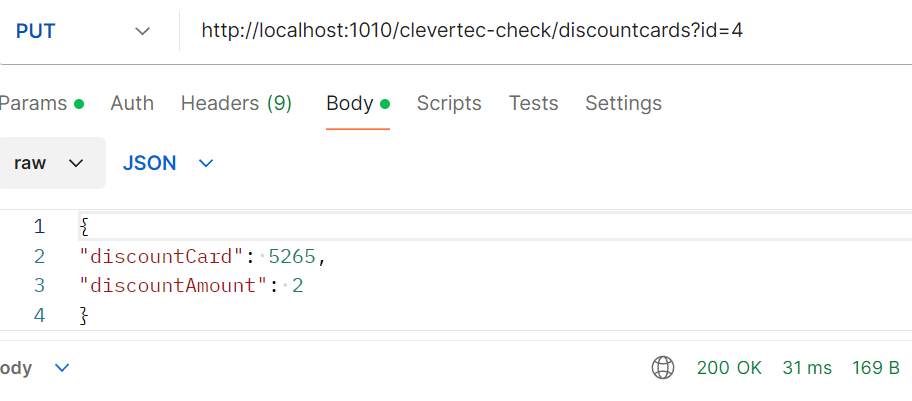 PUT http://localhost:1010/clevertec-check/discountcards?id=4
Params Auth Headers (9) Body Scripts Tests Settings
raw JSON
1 {
2 "discountCard": 5265,
3 "discountAmount": 2
4 }
ody 200 OK 31 ms 169 B